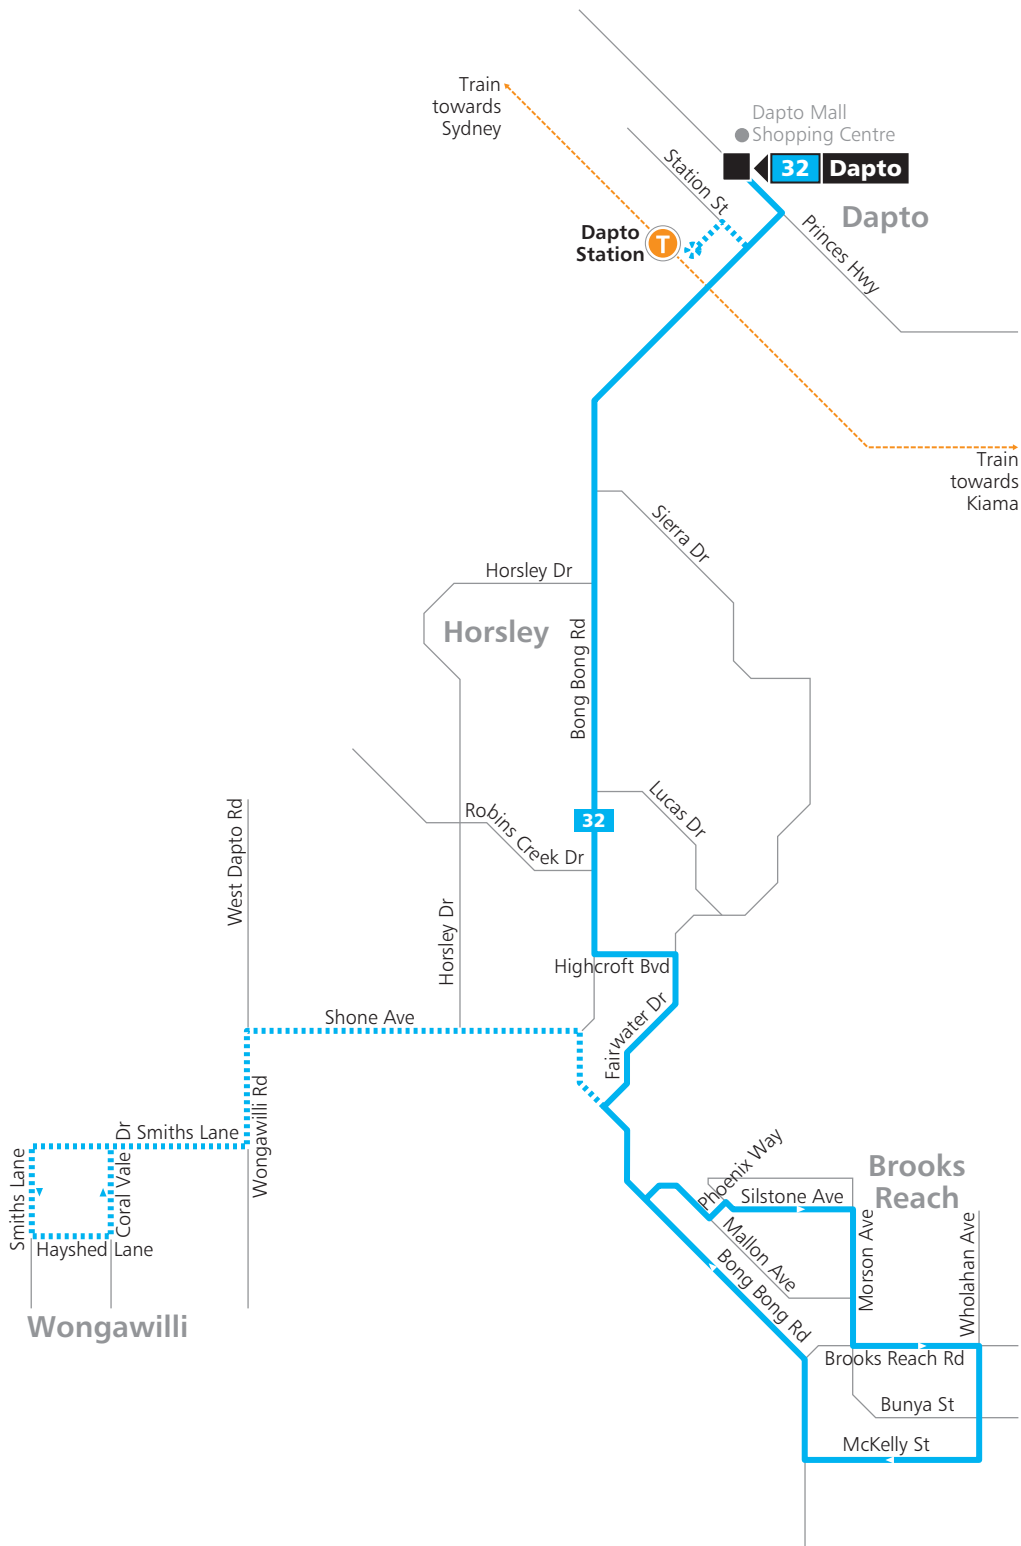 Train
towards
Sydney
Dapto Mall
Shopping Centre
32 Dapto
Station St
Dapto
Dapto
Station
T
Princes Hwy
Train
towards
Kiama
Sierra Dr
Horsley Dr
Horsley
Bong Bong Rd
Lucas Dr
32
Robins Creek Dr
West Dapto Rd
Horsley Dr
Highcroft Bvd
Fairwater Dr
Shone Ave
Wongawilli Rd
Smiths Lane
Coral Vale Dr
Smiths Lane
Hayshed Lane
Wongawilli
Phoenix Way
Brooks
Reach
Silstone Ave
Mallon Ave
Morson Ave
Wholahan Ave
Bong Bong Rd
Brooks Reach Rd
Bunya St
McKelly St